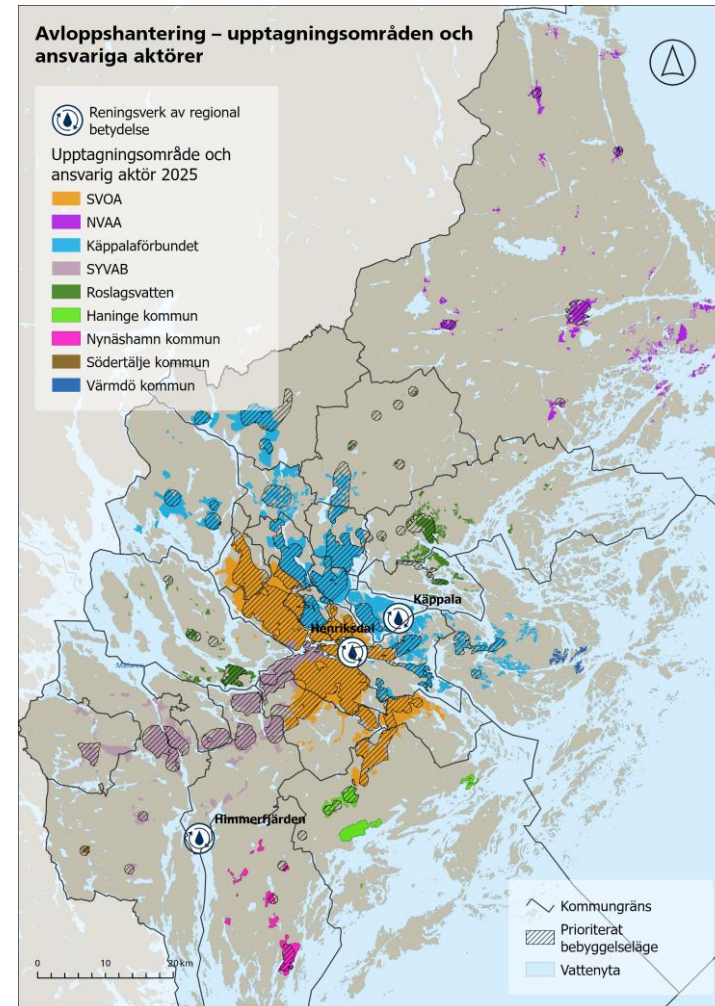 Avloppshantering – upptagningsområden och
ansvariga aktörer
Reningsverk av regional
betydelse
Upptagningsområde och
ansvarig aktör 2025
SVOA
NVAA
Käppalaförbundet
SYVAB
Roslagsvatten
Haninge kommun
Nynäshamn kommun
Södertälje kommun
Värmdö kommun
Käppala
Henriksdal
Mälaren
Himmerfjärden
Kommungräns
Prioriterat
bebyggelseläge
Vattenyta
0 10 20 km